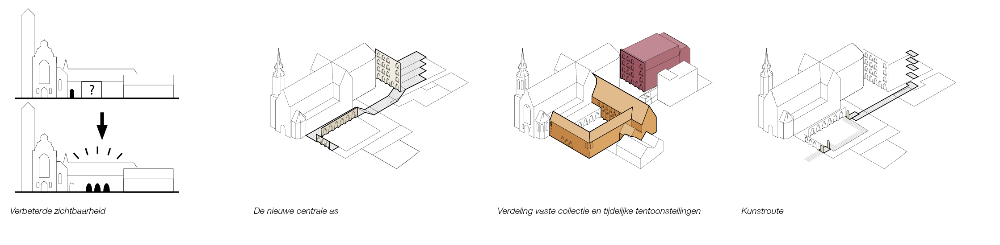 ?
Verbeterde zichtbaarheid
De nieuwe centrale as
Verdeling vaste collectie en tijdelijke tentoonstellingen
Kunstroute